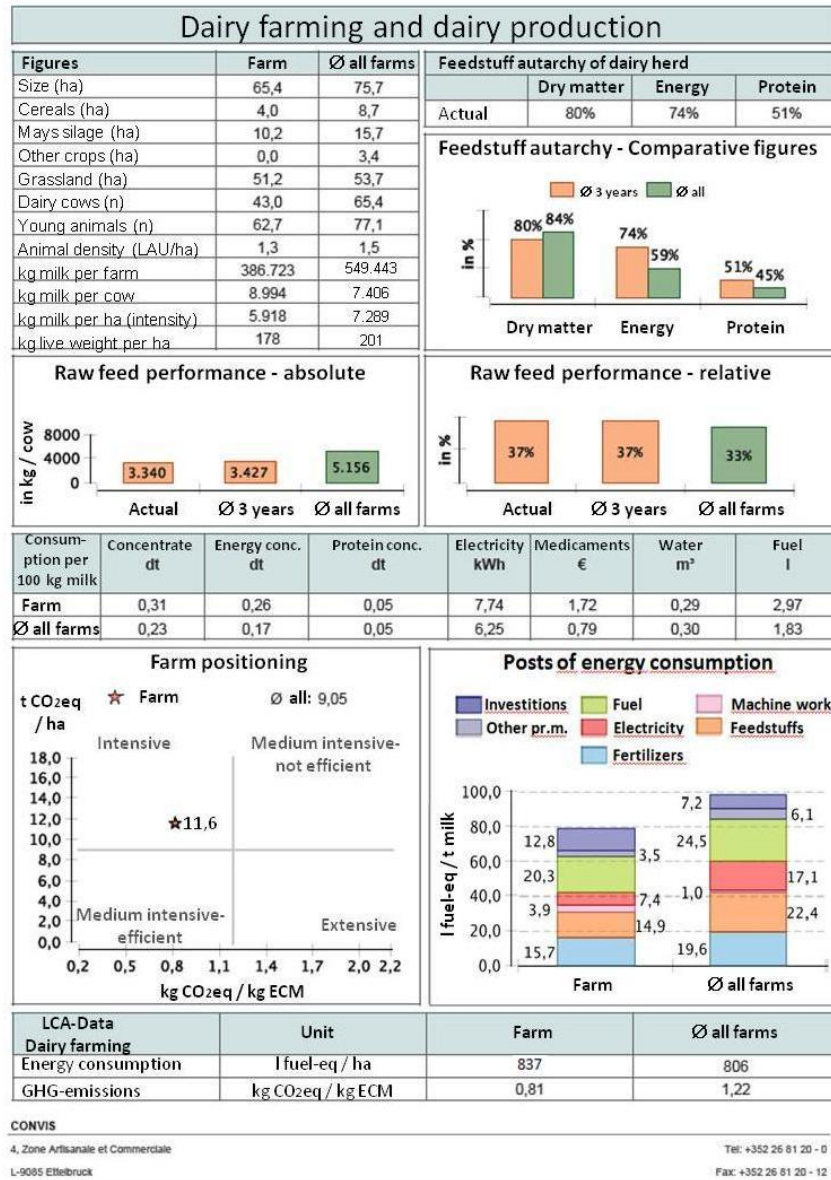 Dairy farming and dairy production
Figures Farm Ø all farms
Size (ha) 65,4 75,7
Cereals (ha) 4,0 8,7
Mays silage (ha) 10,2 15,7
Other crops (ha) 0,0 3,4
Grassland (ha) 51,2 53,7
Dairy cows (n) 43,0 65,4
Young animals (n) 62,7 77,1
Animal density (LAU/ha) 1,3 1,5
kg milk per farm 386.723 549.443
kg milk per cow 8.994 7.406
kg milk per ha (intensity) 5.918 7.289
kg live weight per ha 178 201
Feedstuff autarchy of dairy herd
Dry matter Energy Protein
Actual 80% 74% 51%
Feedstuff autarchy - Comparative figures
Ø 3 years Ø all
in %
80% 84% 74% 59% 51% 45%
Dry matter Energy Protein
Raw feed performance - absolute
in kg / cow
8000
4000
0
3.340 3.427 5.156
Actual Ø 3 years Ø all farms
Raw feed performance - relative
in %
37% 37% 33%
Actual Ø 3 years Ø all farms
Consum-
ption per
100 kg milk
Concentrate
dt
Energy conc.
dt
Protein conc.
dt
Electricity
kWh
Medicaments
€
Water
m³
Fuel
l
Farm 0,31 0,26 0,05 7,74 1,72 0,29 2,97
Ø all farms 0,23 0,17 0,05 6,25 0,79 0,30 1,83
Farm positioning
t CO2eq
/ ha
Farm Ø all: 9,05
Intensive
Medium intensive-
not efficient
18,0
16,0
14,0
12,0
10,0
8,0
6,0
4,0
2,0
0,0
11,6
Medium intensive-
efficient
Extensive
0,2 0,5 0,8 1,1 1,4 1,7 2,0 2,2
kg CO2eq / kg ECM
Posts of energy consumption
Investitions Fuel Machine work
Other pr.m. Electricity Feedstuffs
Fertilizers
l fuel-eq / t milk
100,0
80,0
60,0
40,0
20,0
0,0
12,8
3,5
20,3
7,4
3,9
14,9
15,7
7,2
6,1
24,5
17,1
1,0
22,4
19,6
Farm Ø all farms
LCA-Data
Dairy farming
Unit Farm Ø all farms
Energy consumption l fuel-eq / ha 837 806
GHG-emissions kg CO2eq / kg ECM 0,81 1,22
CONVIS
4, Zone Artisanale et Commerciale
L-9085 Ettelbruck
Tel: +352 26 81 20 - 0
Fax: +352 26 81 20 - 12